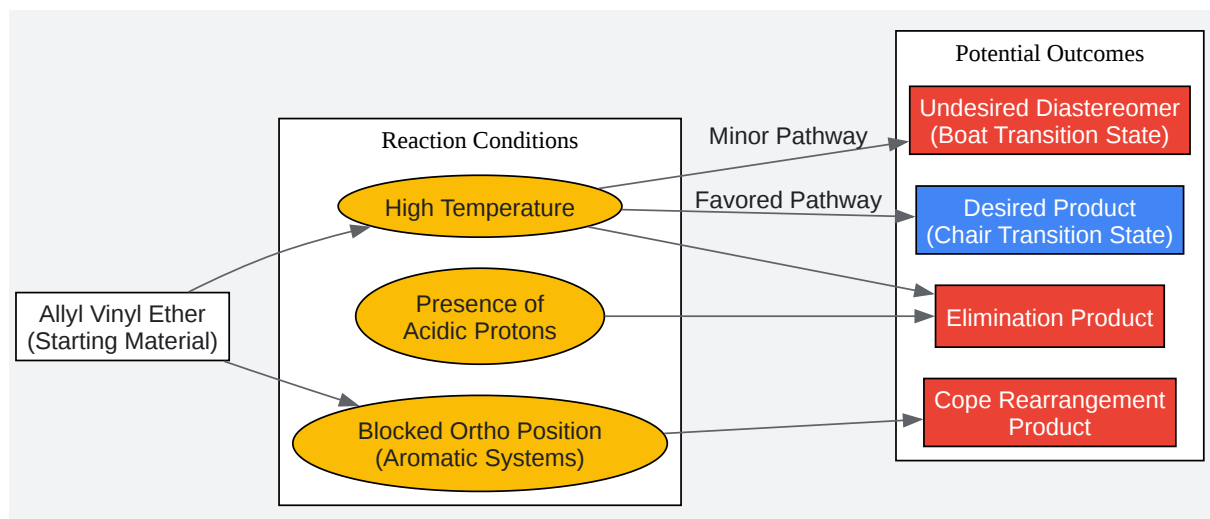 Allyl Vinyl Ether
(Starting Material)
Reaction Conditions
High Temperature
Presence of
Acidic Protons
Blocked Ortho Position
(Aromatic Systems)
Minor Pathway
Favored Pathway
Potential Outcomes
Undesired Diastereomer
(Boat Transition State)
Desired Product
(Chair Transition State)
Elimination Product
Cope Rearrangement
Product